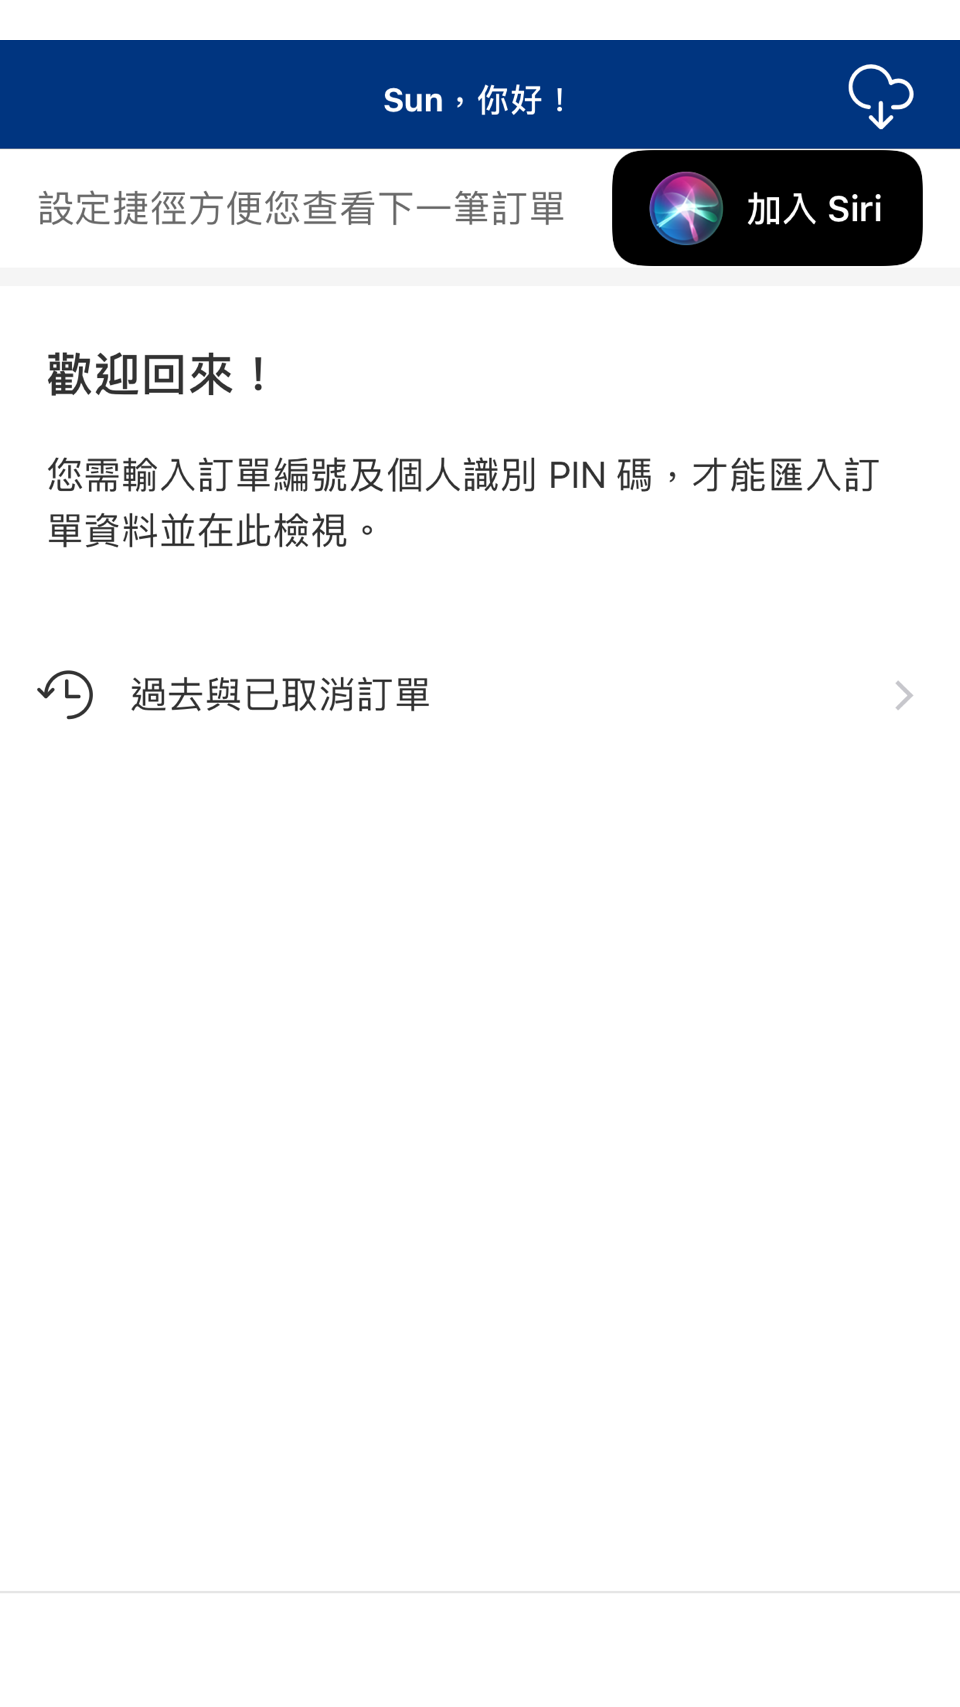 Sun，你好！
設定捷徑方便您查看下一筆訂單
加入 Siri
歡迎回來！
您需輸入訂單編號及個人識別 PIN 碼，才能匯入訂
單資料並在此檢視。
過去與已取消訂單